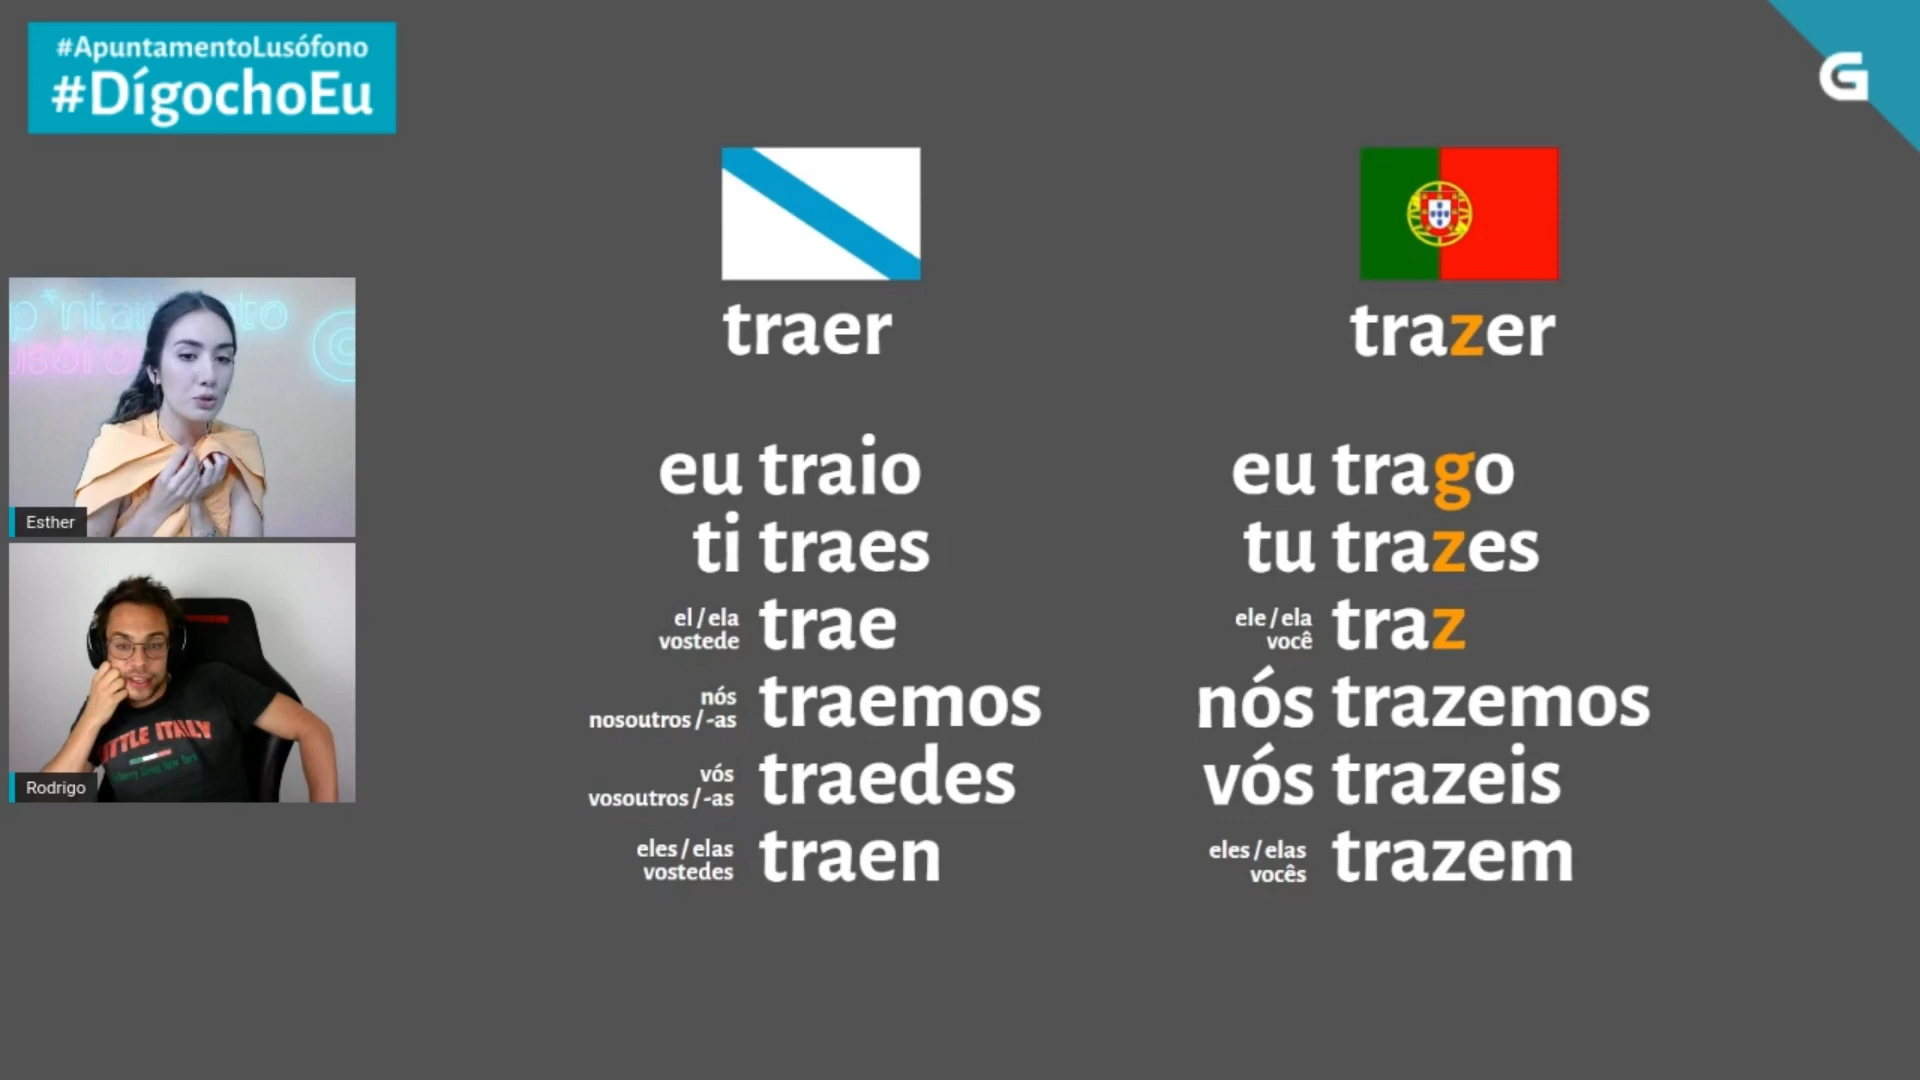 #ApuntamentoLusófono
#DígochoEu
G
Esther
LITTLE ITALY
Rodrigo
traer
eu traio
ti traes
el/ela
vostede
trae
nós
nosoutros/-as
traemos
vós
vosoutros/-as
traedes
eles/elas
vostedes
traen
trazer
eu trago
tu trazes
ele/ela
você
traz
nós trazemos
vós trazeis
eles/elas
vocês
trazem